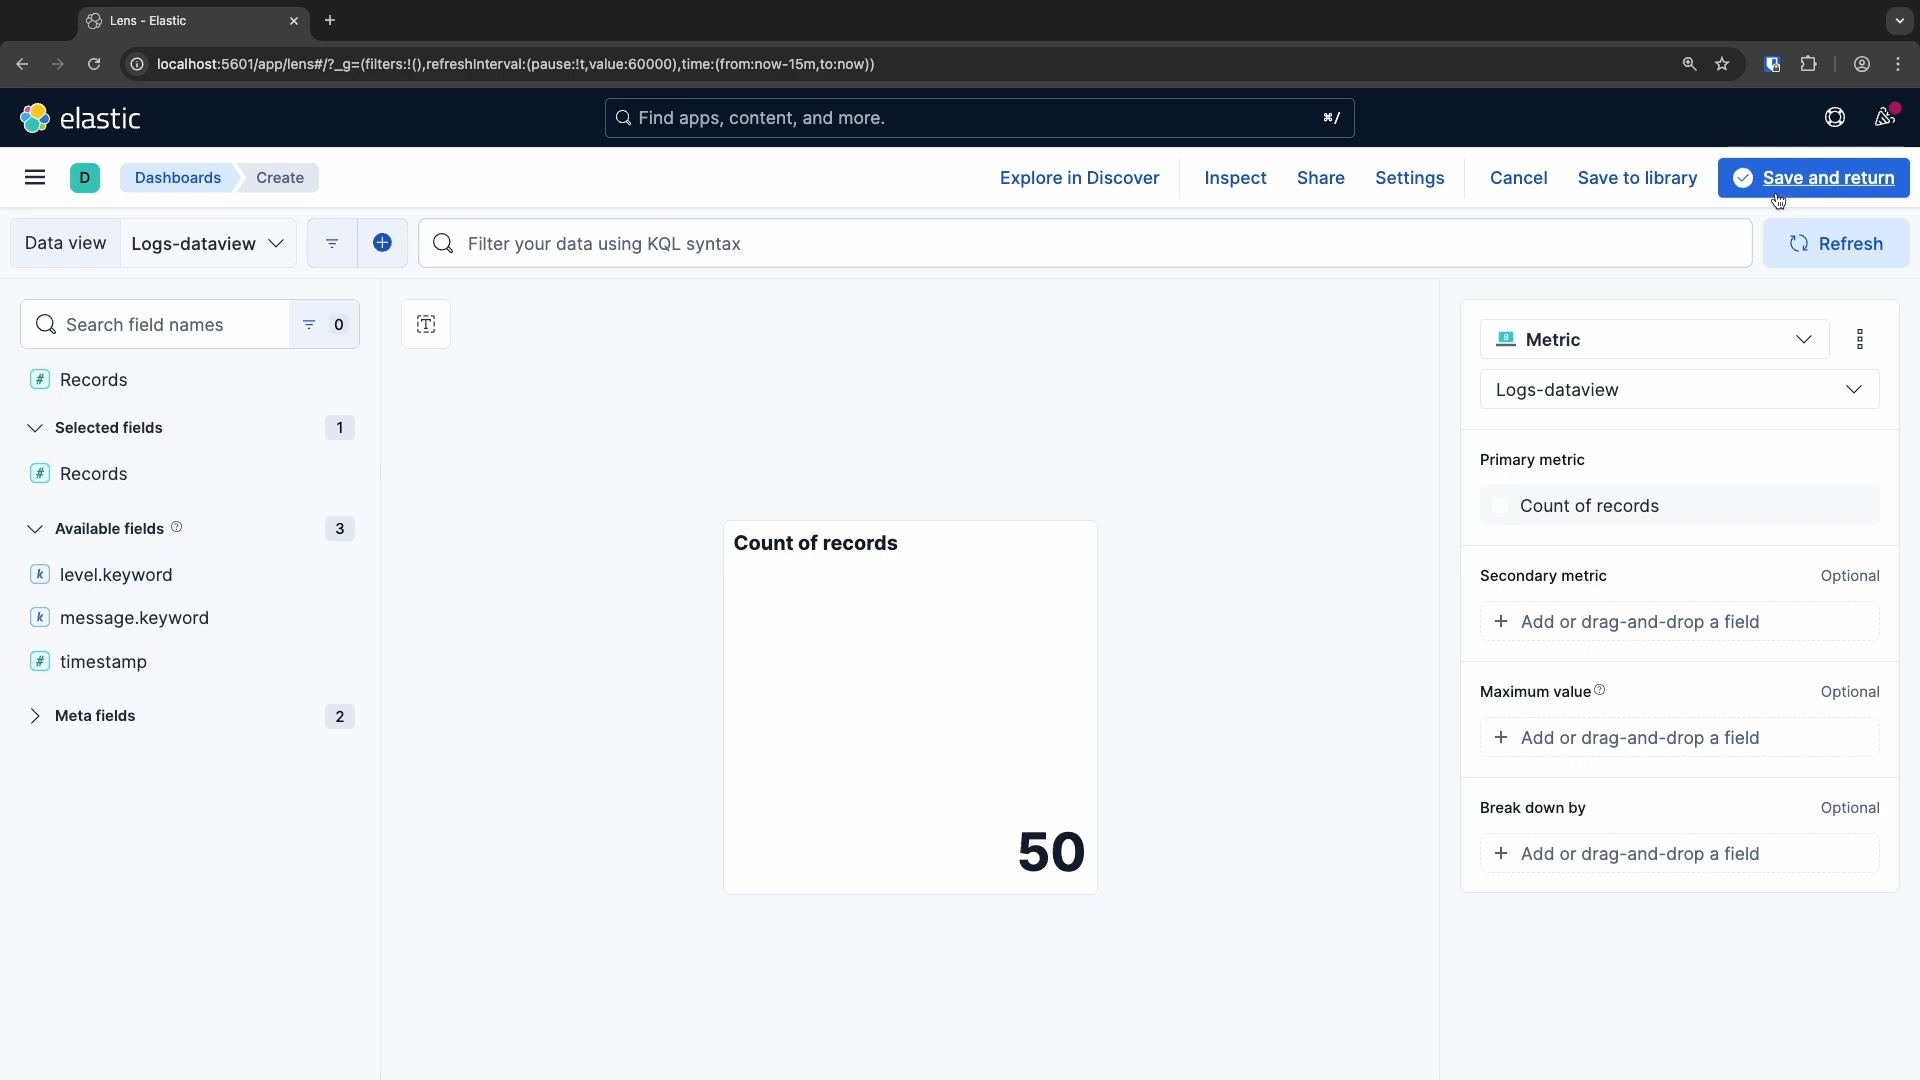 Lens - Elastic
localhost:5601/app/lens#/?_g=(filters:!(),refreshInterval:(pause:!t,value:60000),time:(from:now-15m,to:now))
elastic
Find apps, content, and more.
⌘/
D
Dashboards
Create
Explore in Discover
Inspect
Share
Settings
Cancel
Save to library
Save and return
Data view
Logs-dataview
Filter your data using KQL syntax
Refresh
Search field names
0
# Records
Selected fields
1
# Records
Available fields
3
k level.keyword
k message.keyword
# timestamp
Meta fields
2
Count of records
50
Metric
Logs-dataview
Primary metric
Count of records
Secondary metric
Optional
+ Add or drag-and-drop a field
Maximum value
Optional
+ Add or drag-and-drop a field
Break down by
Optional
+ Add or drag-and-drop a field